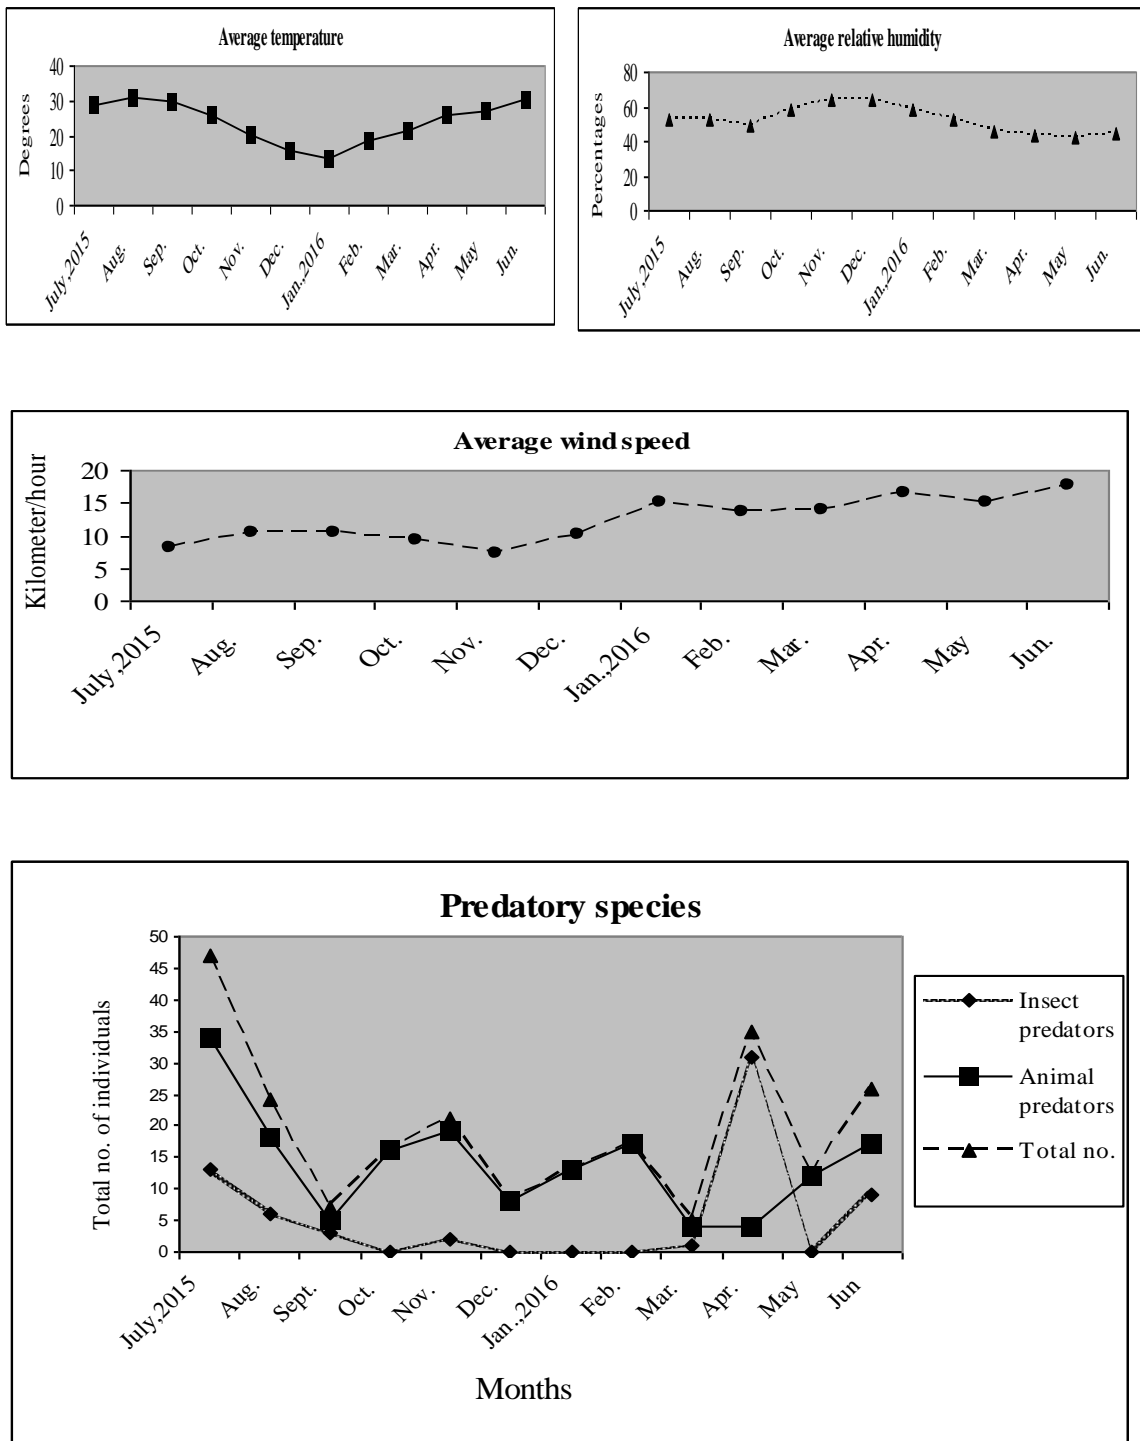 Average temperature
Degrees
40
30
20
10
0
July,2015
Aug.
Sep.
Oct.
Nov.
Dec.
Jan.,2016
Feb.
Mar.
Apr.
May
Jun.
Average relative humidity
Percentages
80
60
40
20
0
July,2015
Aug.
Sep.
Oct.
Nov.
Dec.
Jan.,2016
Feb.
Mar.
Apr.
May
Jun.
Average wind speed
Kilometer/hour
20
15
10
5
0
July,2015
Aug.
Sep.
Oct.
Nov.
Dec.
Jan.,2016
Feb.
Mar.
Apr.
May
Jun.
Predatory species
Total no. of individuals
50
45
40
35
30
25
20
15
10
5
0
July,2015
Aug.
Sept.
Oct.
Nov.
Dec.
Jan.,2016
Feb.
Mar.
Apr.
May
Jun
Months
Insect
predators
Animal
predators
Total no.